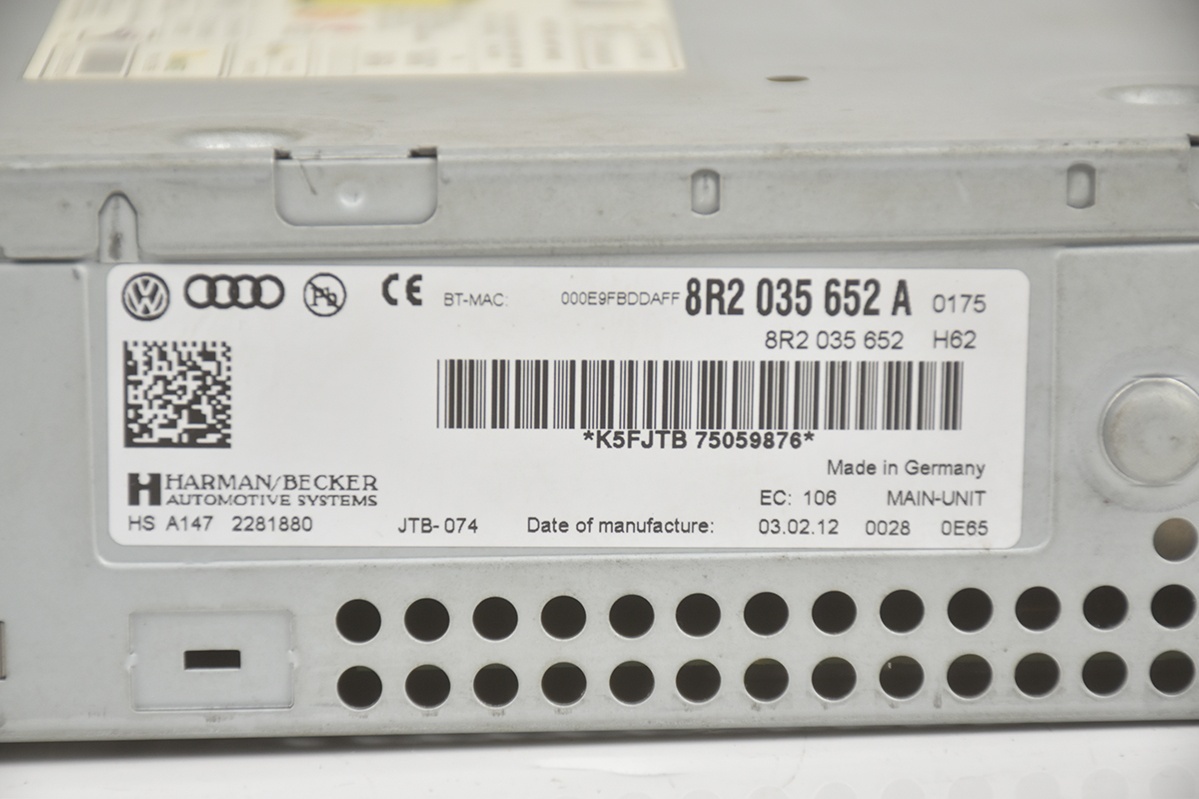 Pb CE BT-MAC: 000E9FBDDAFF 8R2 035 652 A 0175
8R2 035 652 H62
*K5FJTB 75059876*
Made in Germany
HARMAN/BECKER
AUTOMOTIVE SYSTEMS
EC: 106 MAIN-UNIT
HS A147 2281880 JTB-074 Date of manufacture: 03.02.12 0028 0E65